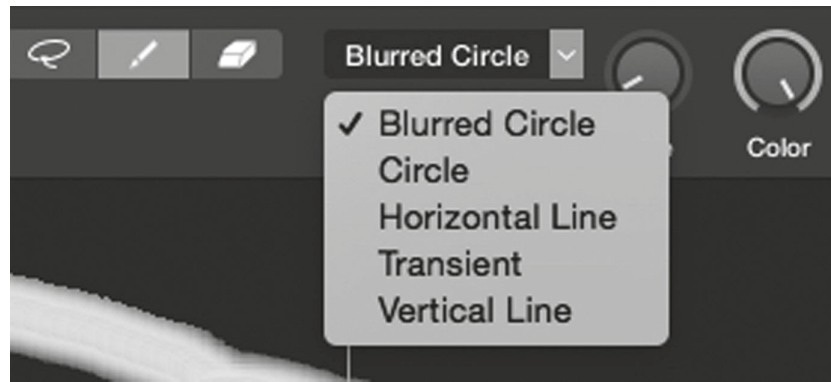 Blurred Circle
Color
✓ Blurred Circle
Circle
Horizontal Line
Transient
Vertical Line